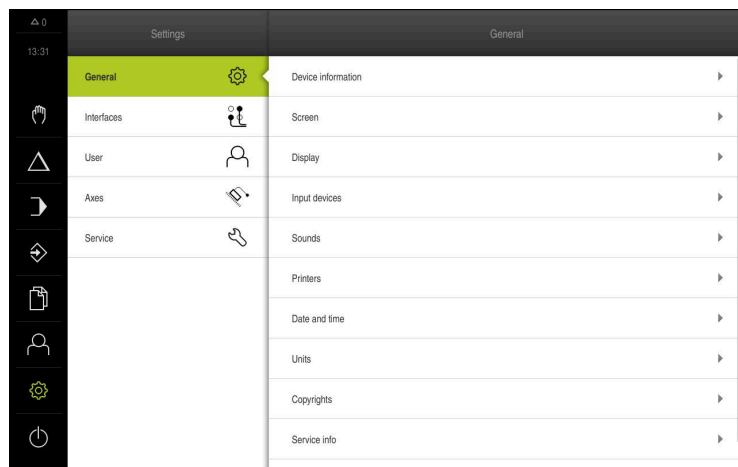 0
13:31
Settings
General
General
Interfaces
User
Axes
Service
Device information
Screen
Display
Input devices
Sounds
Printers
Date and time
Units
Copyrights
Service info